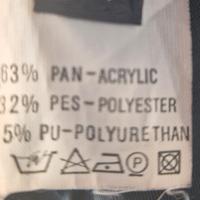 63% PAN-ACRYLIC
32% PES-POLYESTER
5% PU-POLYURETHAN